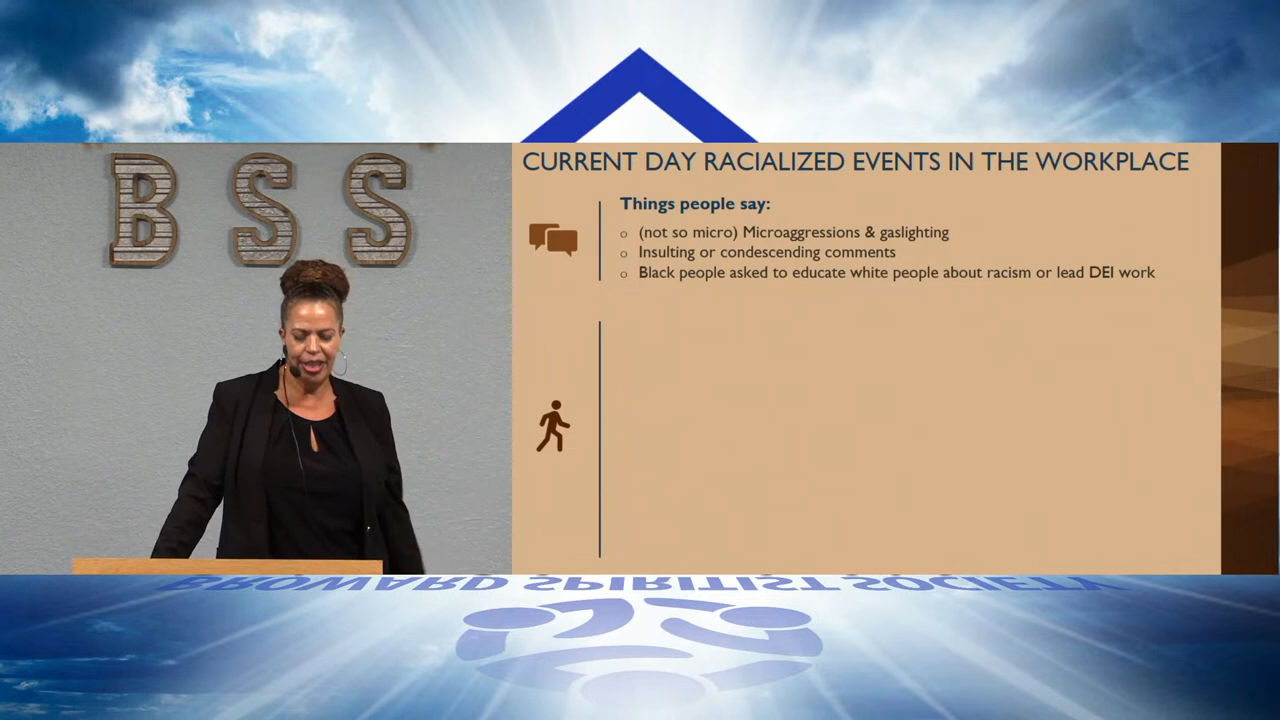 BSS
CURRENT DAY RACIALIZED EVENTS IN THE WORKPLACE
Things people say:
o (not so micro) Microaggressions & gaslighting
o Insulting or condescending comments
o Black people asked to educate white people about racism or lead DEI work
BROWARD SPIRITIST SOCIETY